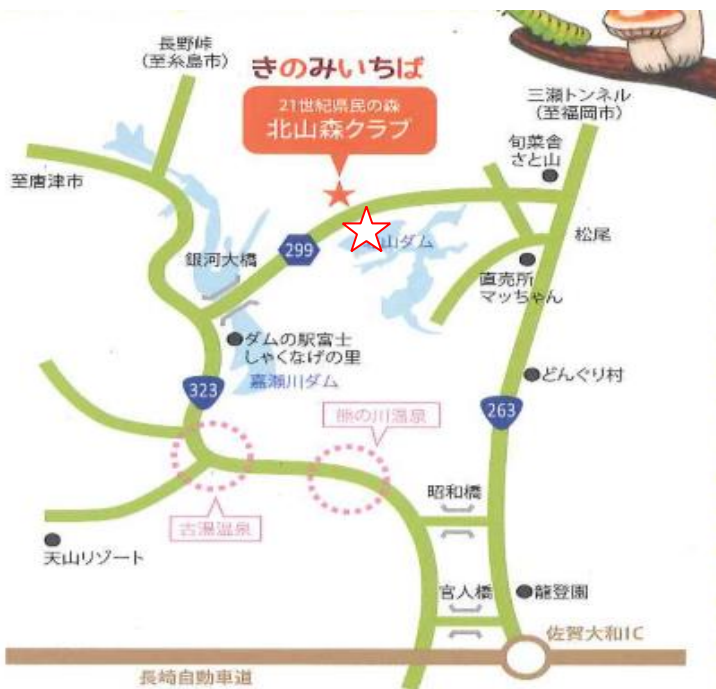 長野峠
(至糸島市)
きのみいちば
21世紀県民の森
北山森クラブ
三瀬トンネル
(至福岡市)
旬菜舎
さと山
至唐津市
松尾
銀河大橋
299
山ダム
直売所
マッちゃん
ダムの駅富士
しゃくなげの里
嘉瀬川ダム
どんぐり村
323
263
熊の川温泉
昭和橋
古湯温泉
天山リゾート
官人橋
龍登園
佐賀大和IC
長崎自動車道